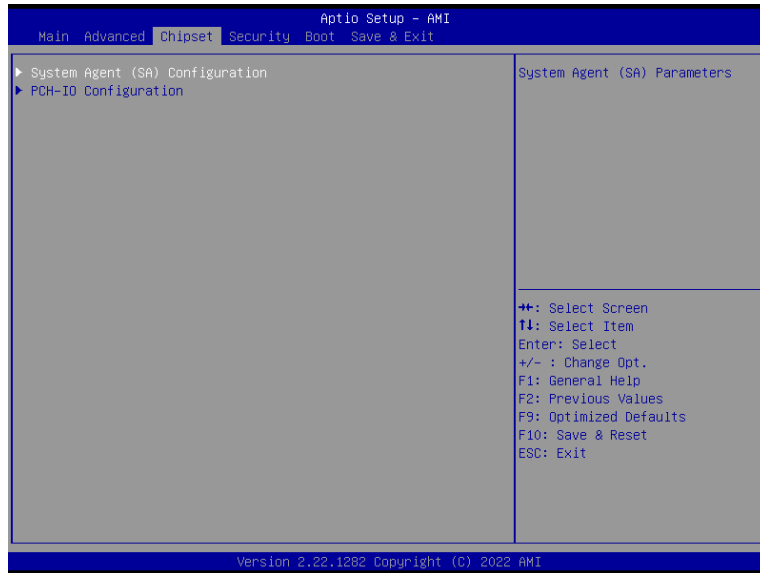 Aptio Setup – AMI
Main Advanced Chipset Security Boot Save & Exit
▶ System Agent (SA) Configuration
▶ PCH-IO Configuration
System Agent (SA) Parameters
→←: Select Screen
↑↓: Select Item
Enter: Select
+/- : Change Opt.
F1: General Help
F2: Previous Values
F9: Optimized Defaults
F10: Save & Reset
ESC: Exit
Version 2.22.1282 Copyright (C) 2022 AMI